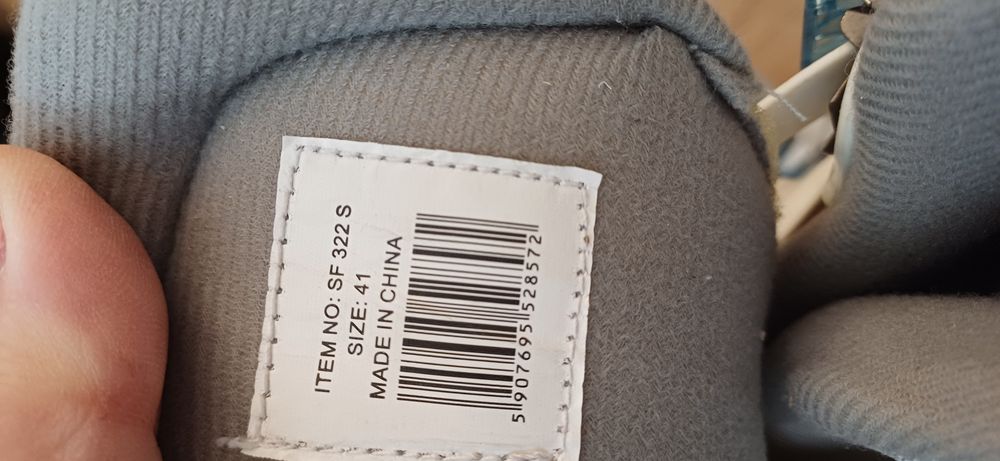 ITEM NO: SF 322 S
SIZE: 41
MADE IN CHINA
5 907695 528572